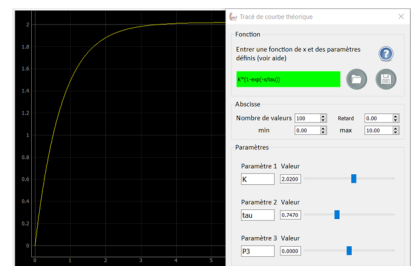 Tracé de courbe théorique
Fonction
Entrer une fonction de x et des paramètres
définis (voir aide)
K*(1-exp(-x/tau))
Abscisse
Nombre de valeurs 100 Retard 0.00
min 0.00 max 10.00
Paramètres
Paramètre 1 Valeur
K 2.0200
Paramètre 2 Valeur
tau 0.7470
Paramètre 3 Valeur
P3 0.0000
2
1.8
1.6
1.4
1.2
1
0.8
0.6
0.4
0.2
0
0 1 2 3 4 5